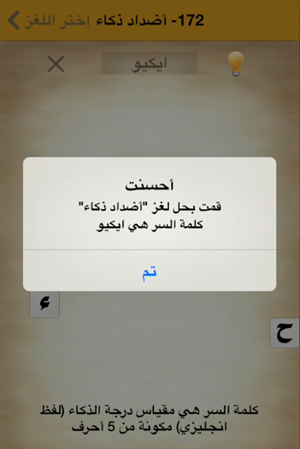 172- أضداد ذكاء إختر اللغز
ايكيو
أحسنت
قمت بحل لغز "أضداد ذكاء"
كلمة السر هي ايكيو
تم
ء
ح
كلمة السر هي مقياس درجة الذكاء (لفظ
انجليزي) مكونة من 5 أحرف